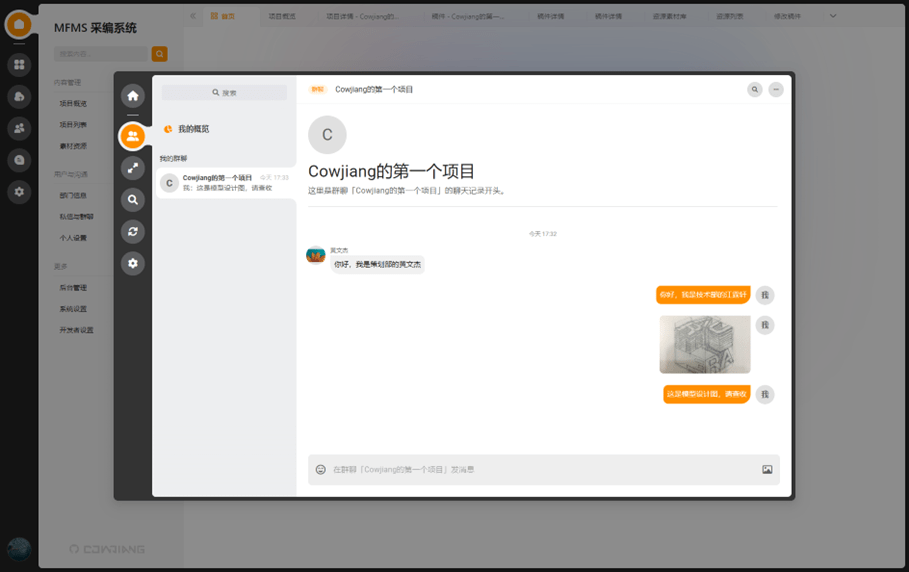 MFMS 采编系统
首页
项目概览
项目详情 - Cowjiang的...
稿件 - Cowjiang的第一...
稿件详情
稿件详情
资源素材库
资源列表
修改稿件
搜索内容...
内容管理
项目概览
项目列表
素材资源
用户与沟通
部门信息
私信与群聊
个人设置
更多
后台管理
系统设置
开发者设置
COWJIANG
搜索
我的概览
我的群聊
C
Cowjiang的第一个项目
今天 17:33
我：这是模型设计图，请查收
群聊
Cowjiang的第一个项目
C
Cowjiang的第一个项目
这里是群聊「Cowjiang的第一个项目」的聊天记录开头。
今天 17:32
你好，我是策划部的莫文杰
你好，我是技术部的江霖轩
我
我
这是模型设计图，请查收
我
在群聊「Cowjiang的第一个项目」发消息